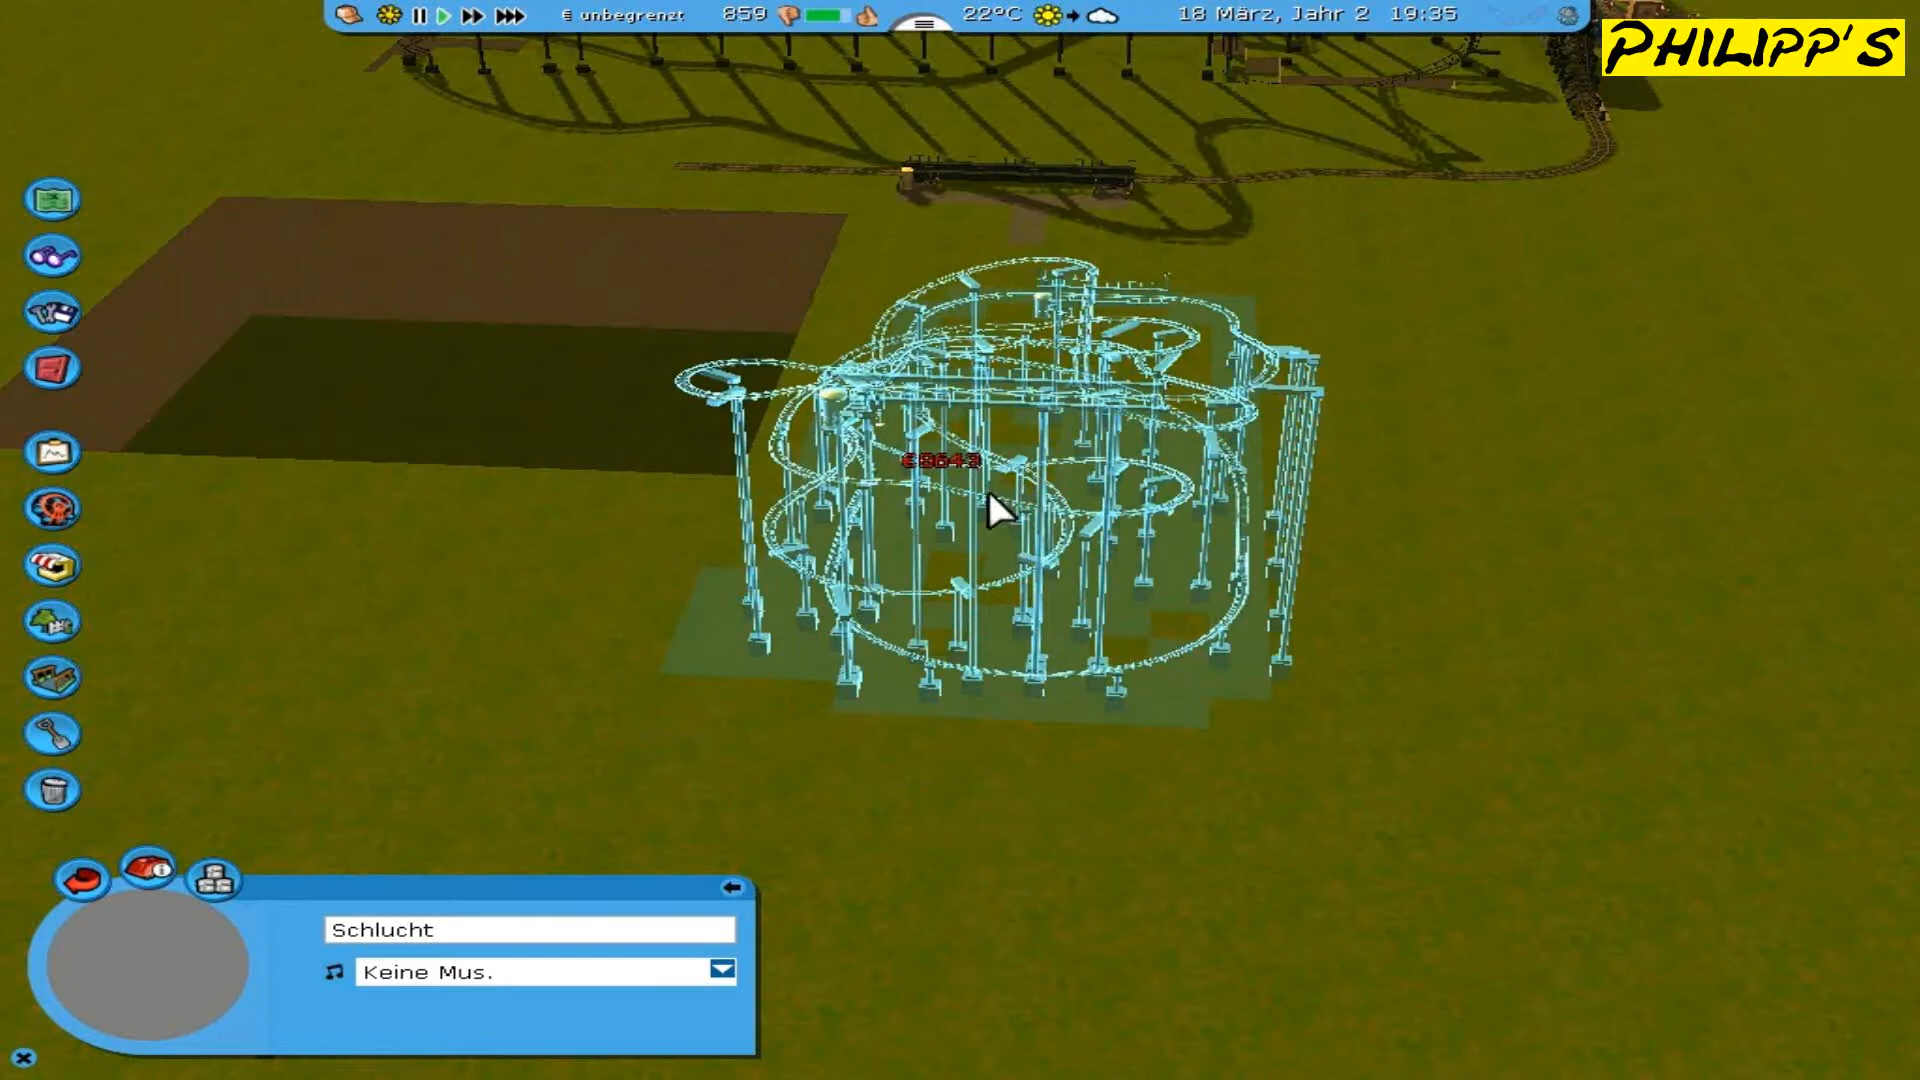 € unbegrenzt 859 22°C 18 März, Jahr 2 19:35
PHILIPP'S
Schlucht
Keine Mus.